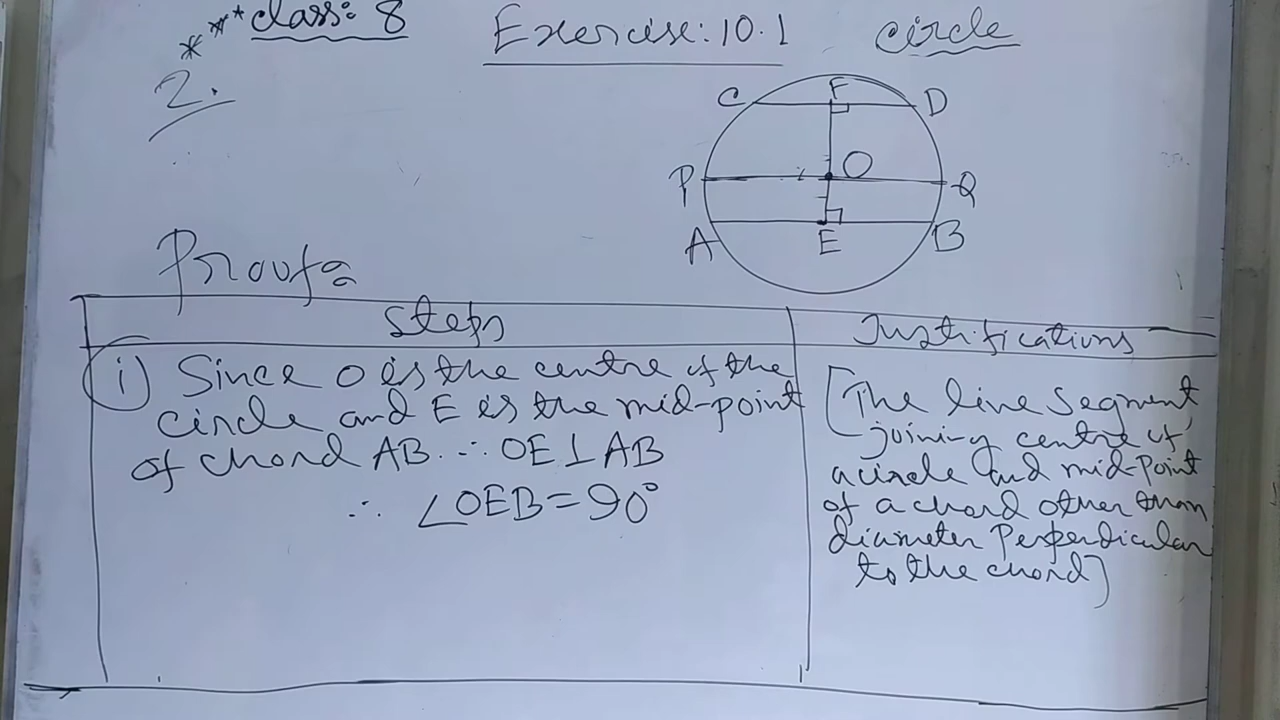 *** class: 8
Exercise: 10.1
circle
2.
C F D
P O Q
A E B
Proof:
Steps
Justifications
i) Since O is the centre of the
circle and E is the mid-point
of chord AB. ∴ OE⊥AB
∴ ∠OEB=90°
[The line segment
joining centre of
a circle and mid-point
of a chord other than
diameter perpendicular
to the chord]